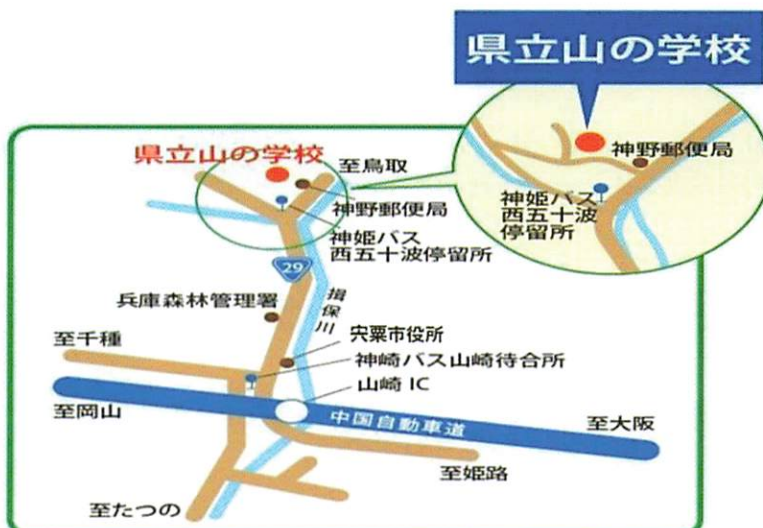 県立山の学校
神野郵便局
神姫バス
西五十波
停留所
県立山の学校
至鳥取
神野郵便局
神姫バス
西五十波停留所
29
揖保川
兵庫森林管理署
宍粟市役所
至千種
神崎バス山崎待合所
山崎 IC
至岡山
中国自動車道
至大阪
至姫路
至たつの